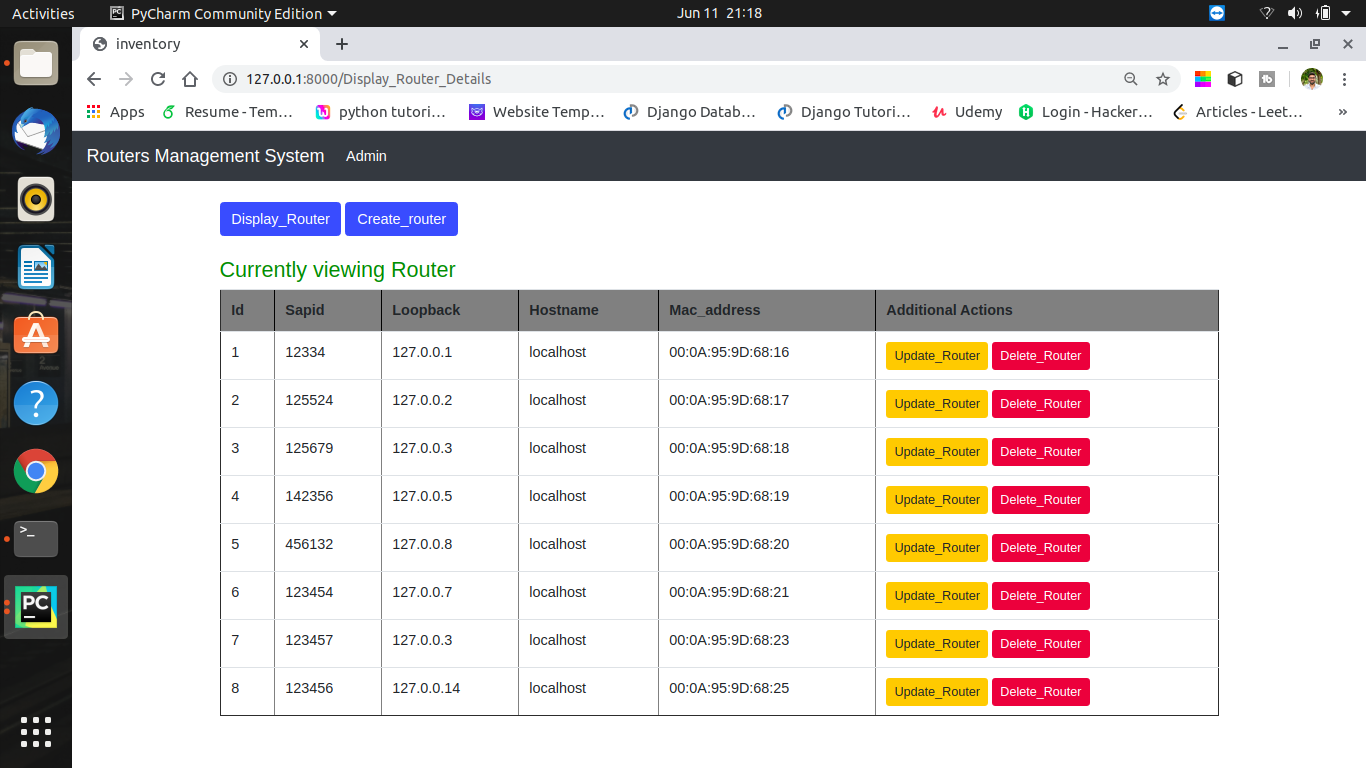 Activities PyCharm Community Edition Jun 11 21:18
inventory
127.0.0.1:8000/Display_Router_Details
Apps Resume - Tem... python tutori... Website Temp... Django Datab... Django Tutori... Udemy Login - Hacker... Articles - Leet... »
Routers Management System Admin
Display_Router Create_router
Currently viewing Router
Id Sapid Loopback Hostname Mac_address Additional Actions
1 12334 127.0.0.1 localhost 00:0A:95:9D:68:16 Update_Router Delete_Router
2 125524 127.0.0.2 localhost 00:0A:95:9D:68:17 Update_Router Delete_Router
3 125679 127.0.0.3 localhost 00:0A:95:9D:68:18 Update_Router Delete_Router
4 142356 127.0.0.5 localhost 00:0A:95:9D:68:19 Update_Router Delete_Router
5 456132 127.0.0.8 localhost 00:0A:95:9D:68:20 Update_Router Delete_Router
6 123454 127.0.0.7 localhost 00:0A:95:9D:68:21 Update_Router Delete_Router
7 123457 127.0.0.3 localhost 00:0A:95:9D:68:23 Update_Router Delete_Router
8 123456 127.0.0.14 localhost 00:0A:95:9D:68:25 Update_Router Delete_Router